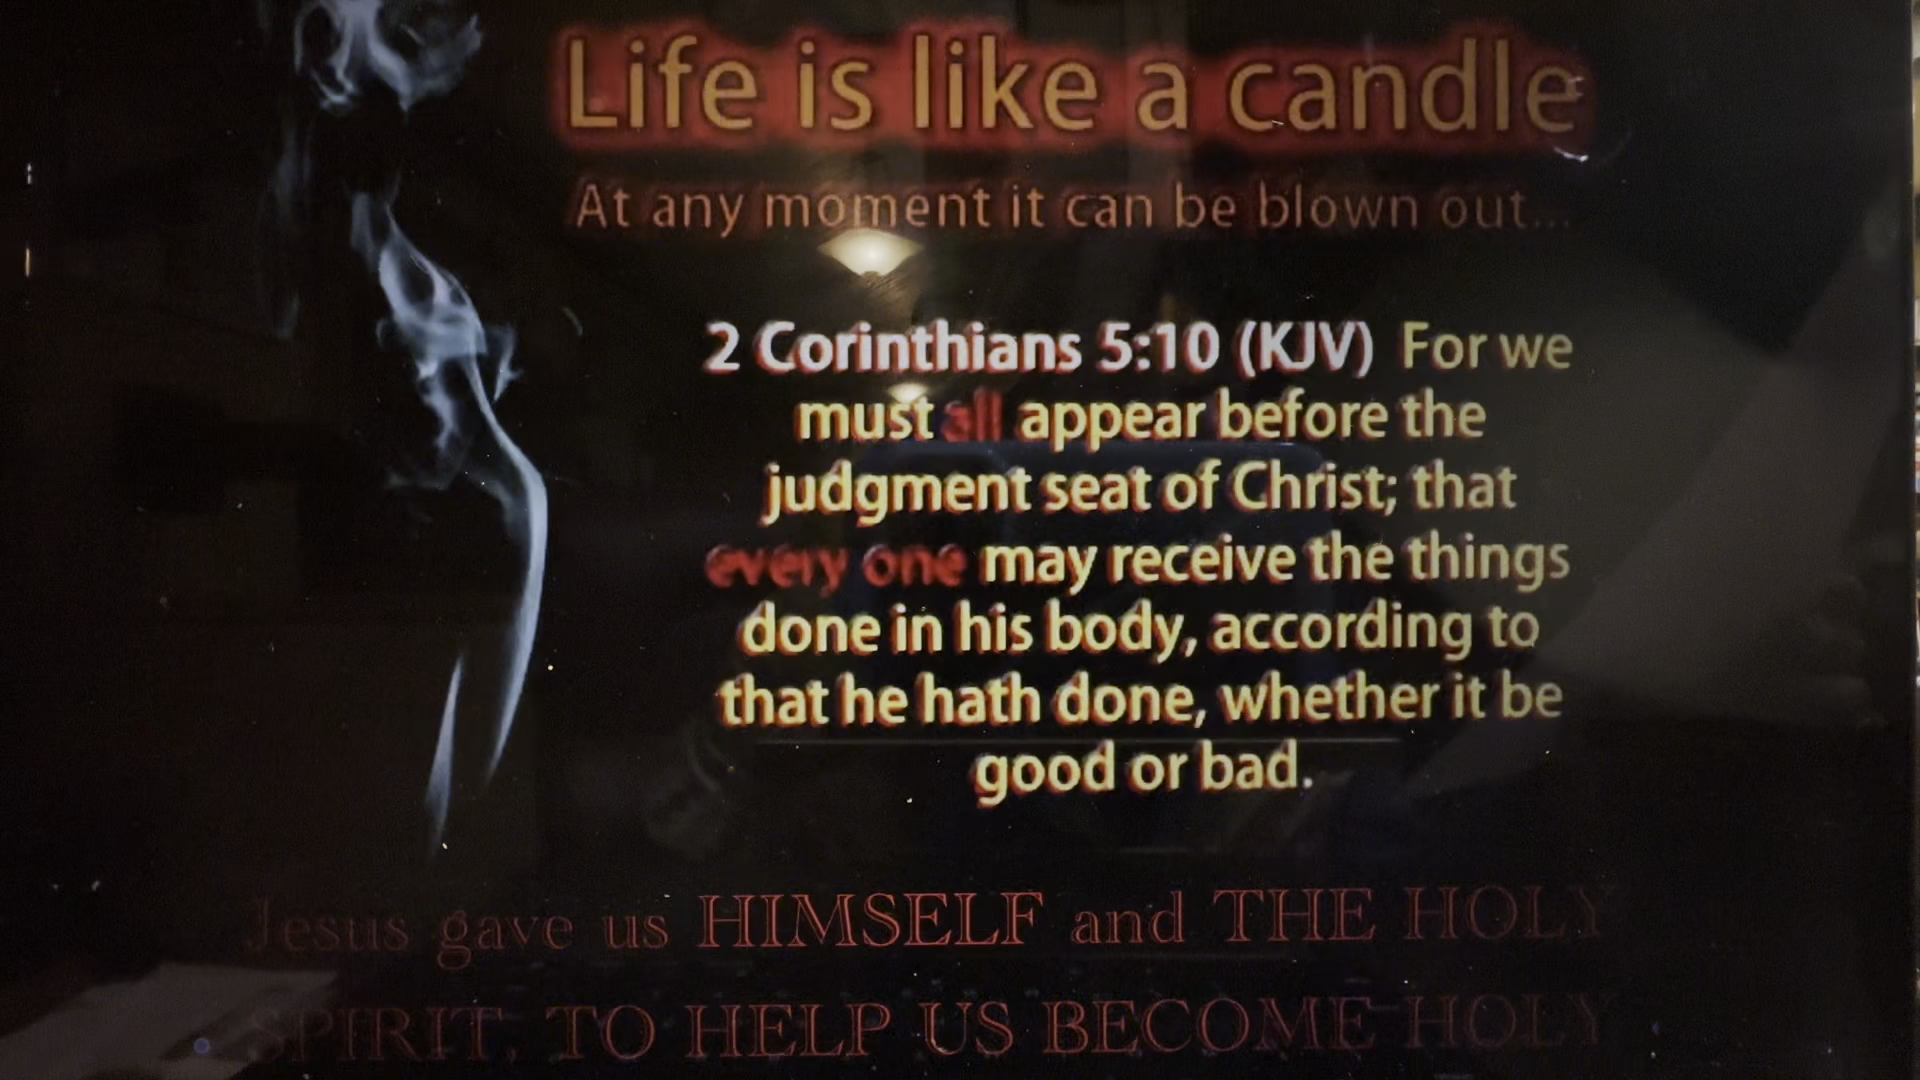 Life is like a candle
At any moment it can be blown out...
2 Corinthians 5:10 (KJV) For we
must all appear before the
judgment seat of Christ; that
every one may receive the things
done in his body, according to
that he hath done, whether it be
good or bad.
Jesus gave us HIMSELF and THE HOLY
SPIRIT, TO HELP US BECOME HOLY